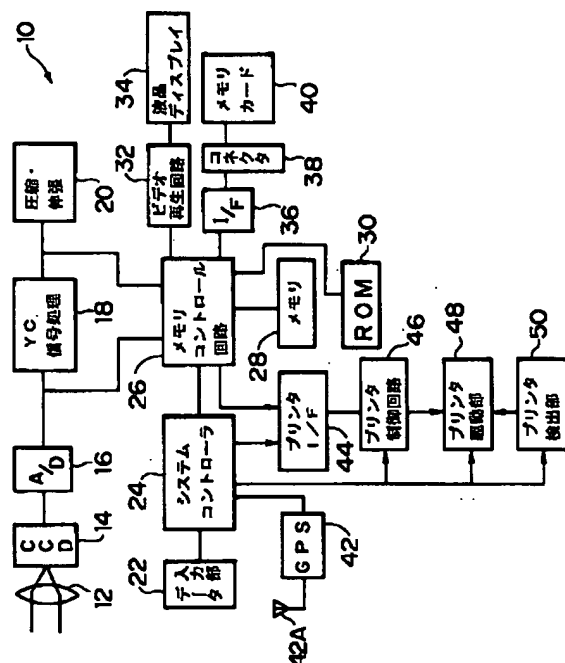 10
12
CCD
14
A/D
16
YC
信号処理
18
圧縮・
伸張
20
データ
入力部
22
システム
コントローラ
24
メモリ
コントロール
回路
26
メモリ
28
ROM
30
ビデオ
再生回路
32
液晶
ディスプレイ
34
I/F
36
コネクタ
38
メモリ
カード
40
GPS
42
42A
プリンタ
I/F
44
プリンタ
制御回路
46
プリンタ
駆動部
48
プリンタ
検出部
50